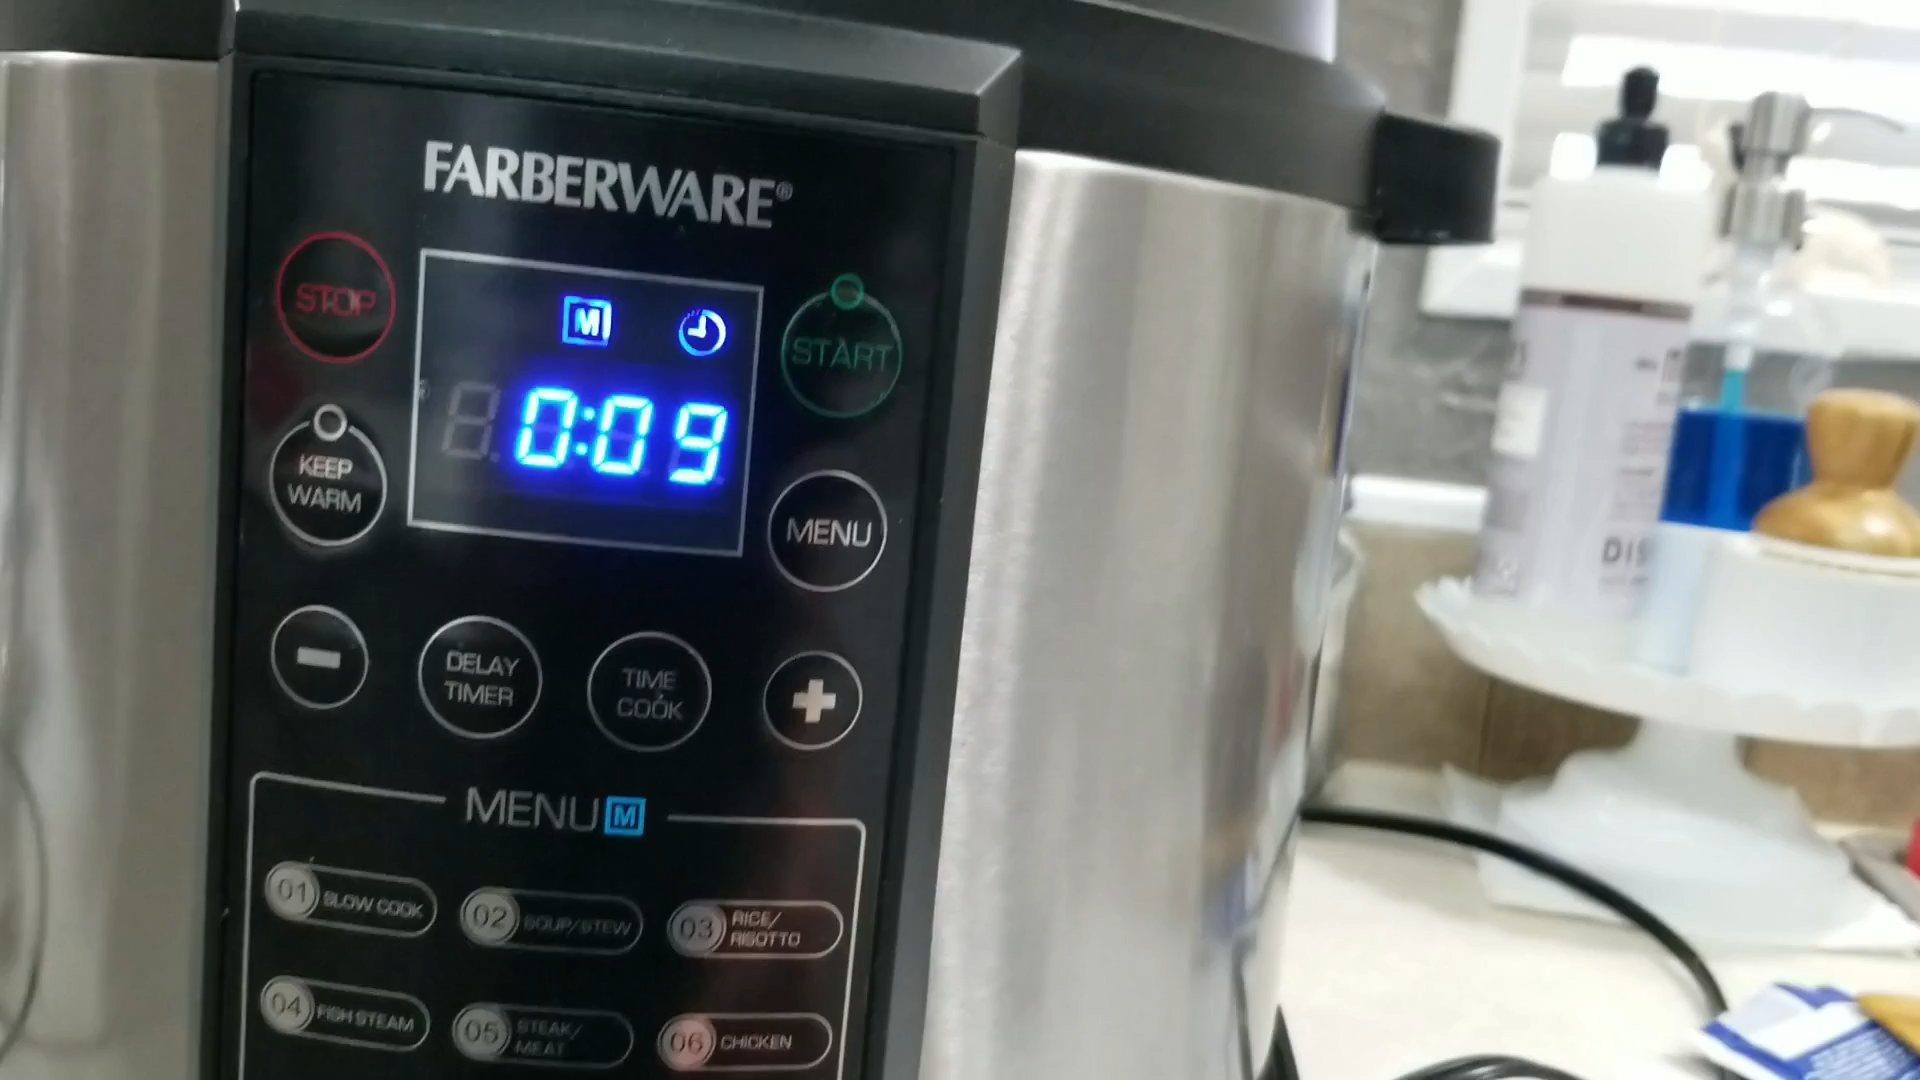 FARBERWARE®
STOP
M
START
0:09
KEEP
WARM
MENU
DELAY
TIMER
TIME
COOK
MENU M
01 SLOW COOK
02 SOUP/STEW
03 RICE/
RISOTTO
04 FISH STEAM
05 STEAK/
MEAT
06 CHICKEN
DIS